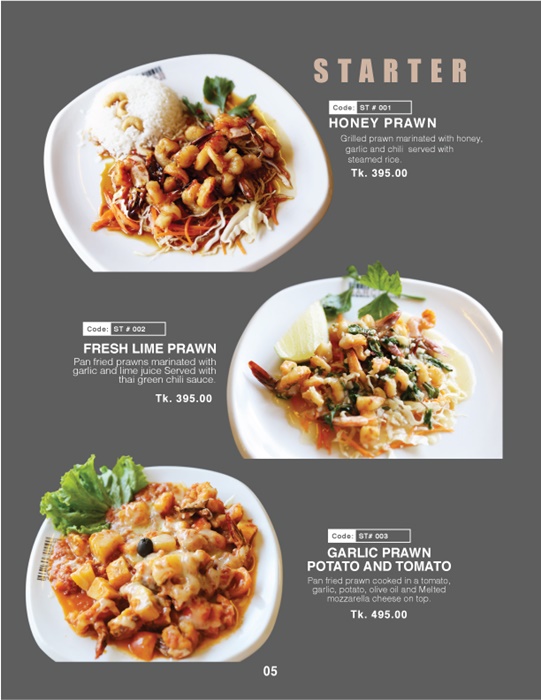 STARTER
Code: ST # 001
HONEY PRAWN
Grilled prawn marinated with honey,
garlic and chili served with
steamed rice.
Tk. 395.00
Code: ST # 002
FRESH LIME PRAWN
Pan fried prawns marinated with
garlic and lime juice Served with
thai green chili sauce.
Tk. 395.00
Code: ST# 003
GARLIC PRAWN
POTATO AND TOMATO
Pan fried prawn cooked in a tomato,
garlic, potato, olive oil and Melted
mozzarella cheese on top.
Tk. 495.00
05